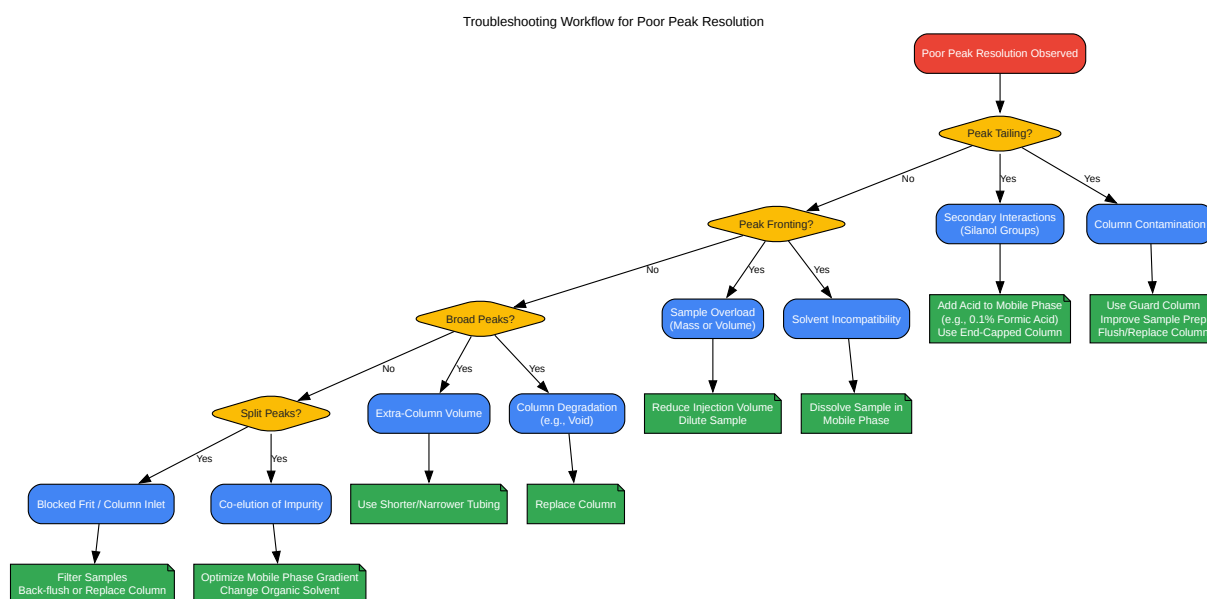 Troubleshooting Workflow for Poor Peak Resolution
Poor Peak Resolution Observed
Peak Tailing?
No
Yes
Yes
Peak Fronting?
Secondary Interactions
(Silanol Groups)
Column Contamination
No
Yes
Yes
Broad Peaks?
Sample Overload
(Mass or Volume)
Solvent Incompatibility
Add Acid to Mobile Phase
(e.g., 0.1% Formic Acid)
Use End-Capped Column
Use Guard Column
Improve Sample Prep
Flush/Replace Column
No
Yes
Yes
Split Peaks?
Extra-Column Volume
Column Degradation
(e.g., Void)
Reduce Injection Volume
Dilute Sample
Dissolve Sample in
Mobile Phase
Yes
Yes
Blocked Frit / Column Inlet
Co-elution of Impurity
Use Shorter/Narrower Tubing
Replace Column
Filter Samples
Back-flush or Replace Column
Optimize Mobile Phase Gradient
Change Organic Solvent